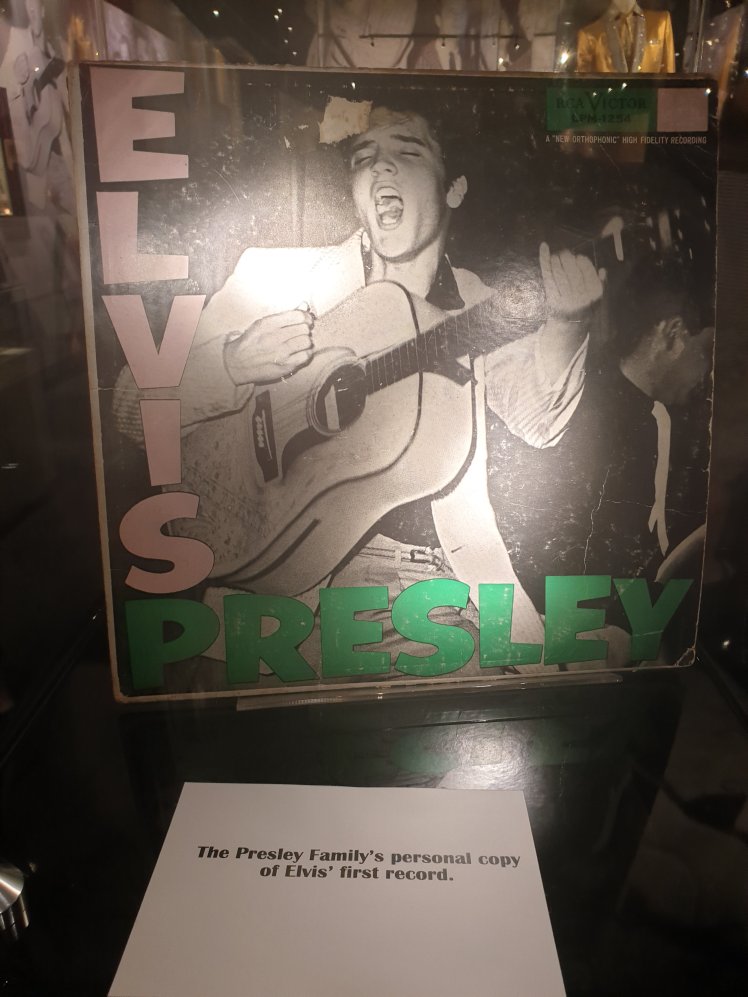 ELVIS
PRESLEY
RCA VICTOR
LPM-1254
A "NEW ORTHOPHONIC" HIGH FIDELITY RECORDING
The Presley Family's personal copy
of Elvis' first record.